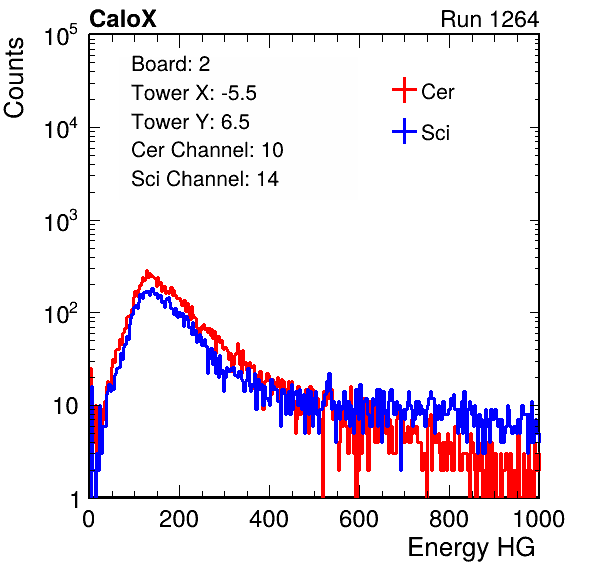 CaloX Run 1264
Counts
Board: 2
Tower X: -5.5
Tower Y: 6.5
Cer Channel: 10
Sci Channel: 14
Cer
Sci
10^5
10^4
10^3
10^2
10
1
0 200 400 600 800 1000
Energy HG